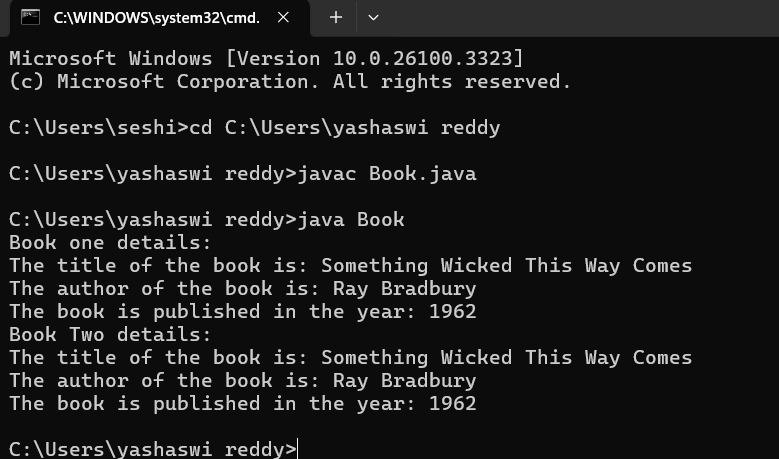 C:\WINDOWS\system32\cmd.
Microsoft Windows [Version 10.0.26100.3323]
(c) Microsoft Corporation. All rights reserved.
C:\Users\seshi>cd C:\Users\yashaswi reddy
C:\Users\yashaswi reddy>javac Book.java
C:\Users\yashaswi reddy>java Book
Book one details:
The title of the book is: Something Wicked This Way Comes
The author of the book is: Ray Bradbury
The book is published in the year: 1962
Book Two details:
The title of the book is: Something Wicked This Way Comes
The author of the book is: Ray Bradbury
The book is published in the year: 1962
C:\Users\yashaswi reddy>